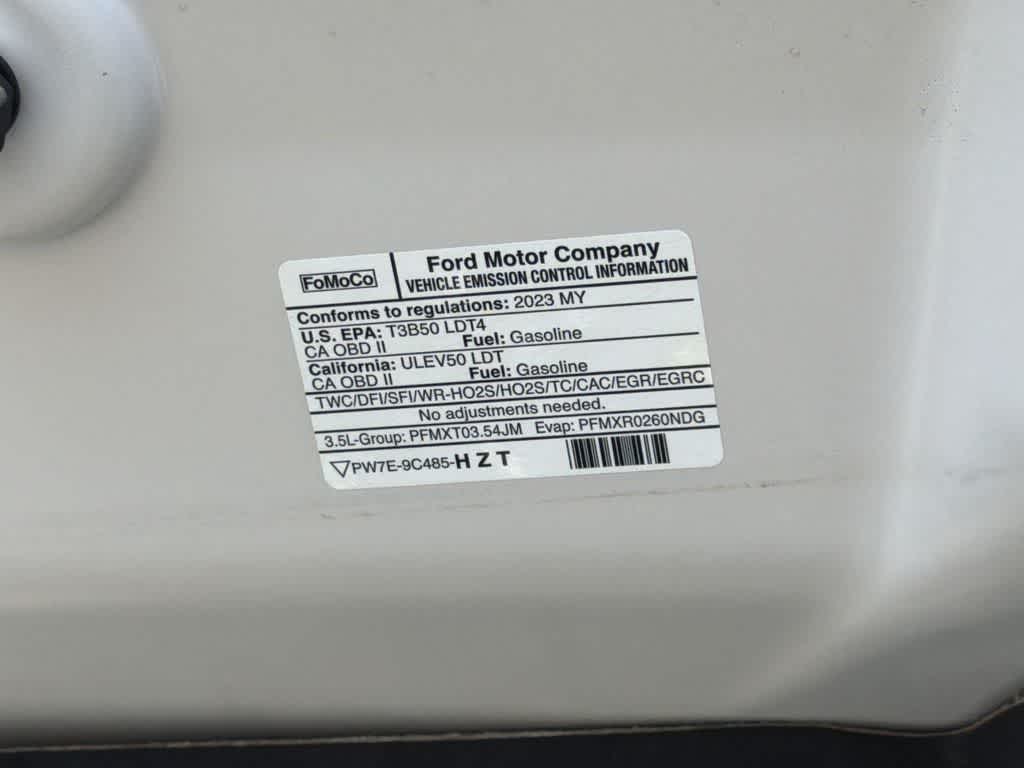 FoMoCo
Ford Motor Company
VEHICLE EMISSION CONTROL INFORMATION
Conforms to regulations: 2023 MY
U.S. EPA: T3B50 LDT4
CA OBD II Fuel: Gasoline
California: ULEV50 LDT
CA OBD II Fuel: Gasoline
TWC/DFI/SFI/WR-HO2S/HO2S/TC/CAC/EGR/EGRC
No adjustments needed.
3.5L-Group: PFMXT03.54JM Evap: PFMXR0260NDG
PW7E-9C485-H Z T